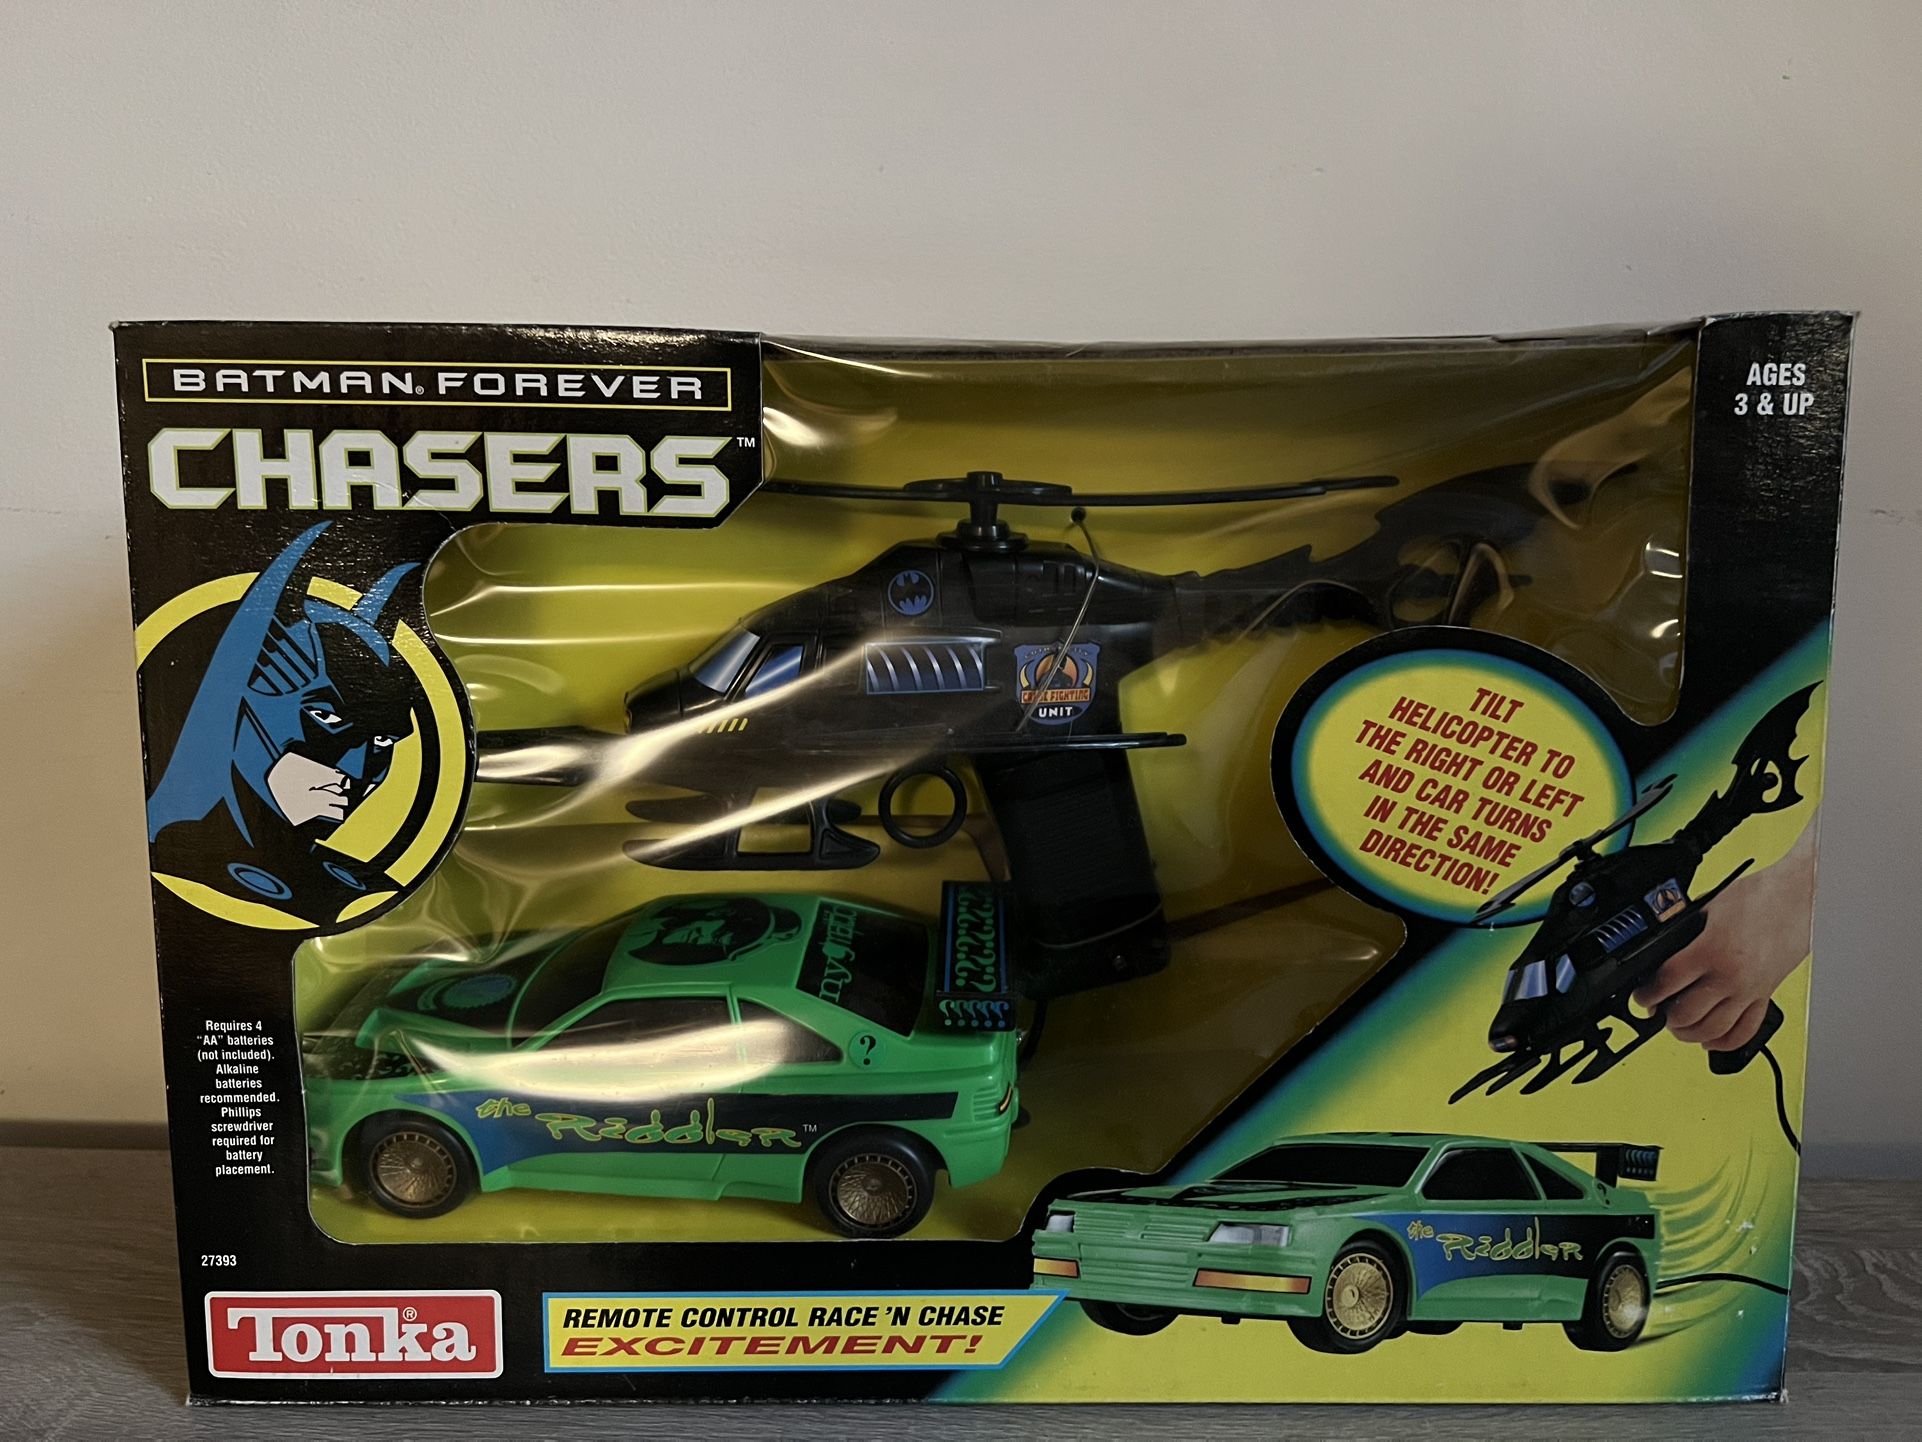 BATMAN® FOREVER
CHASERS™
AGES
3 & UP
CRIME FIGHTING
UNIT
TILT
HELICOPTER TO
THE RIGHT OR LEFT
AND CAR TURNS
IN THE SAME
DIRECTION!
?????
?
the Riddler™
Requires 4
"AA" batteries
(not included).
Alkaline
batteries
recommended.
Phillips
screwdriver
required for
battery
placement.
27393
Tonka®
REMOTE CONTROL RACE 'N CHASE
EXCITEMENT!
the Riddler
?